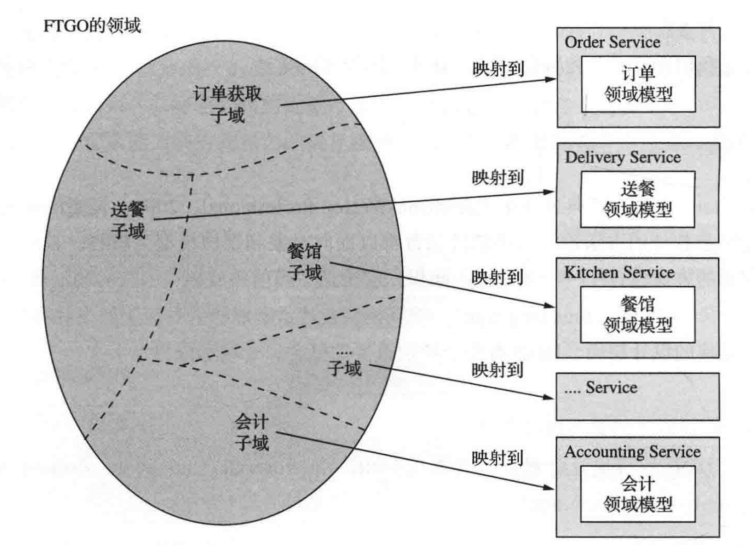 FTGO的领域
订单获取
子域
送餐
子域
餐馆
子域
....
子域
会计
子域
映射到
映射到
映射到
映射到
映射到
Order Service
订单
领域模型
Delivery Service
送餐
领域模型
Kitchen Service
餐馆
领域模型
.... Service
Accounting Service
会计
领域模型